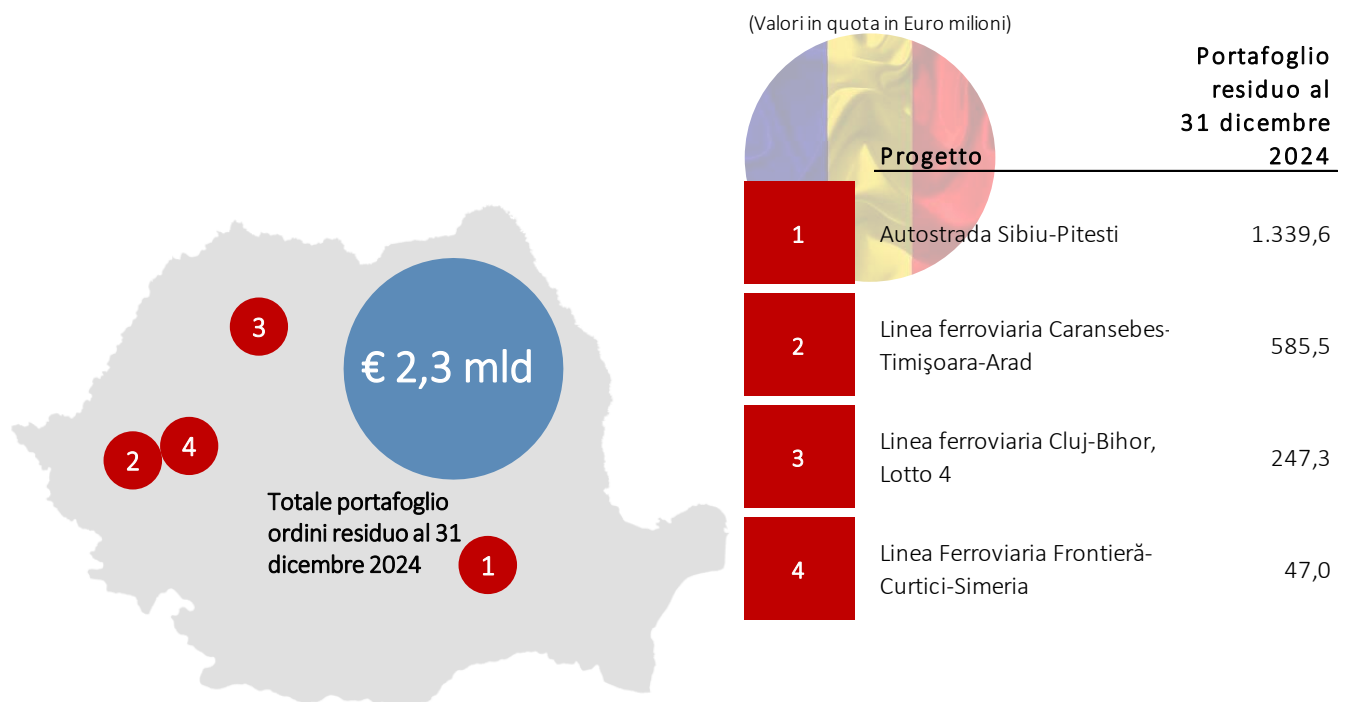 (Valori in quota in Euro milioni)
Portafoglio
residuo al
31 dicembre
Progetto 2024
1 Autostrada Sibiu-Pitesti 1.339,6
2 Linea ferroviaria Caransebes-
Timişoara-Arad 585,5
3 Linea ferroviaria Cluj-Bihor,
Lotto 4 247,3
4 Linea Ferroviaria Frontieră-
Curtici-Simeria 47,0
3
€ 2,3 mld
4
2
Totale portafoglio
ordini residuo al 31
dicembre 2024
1